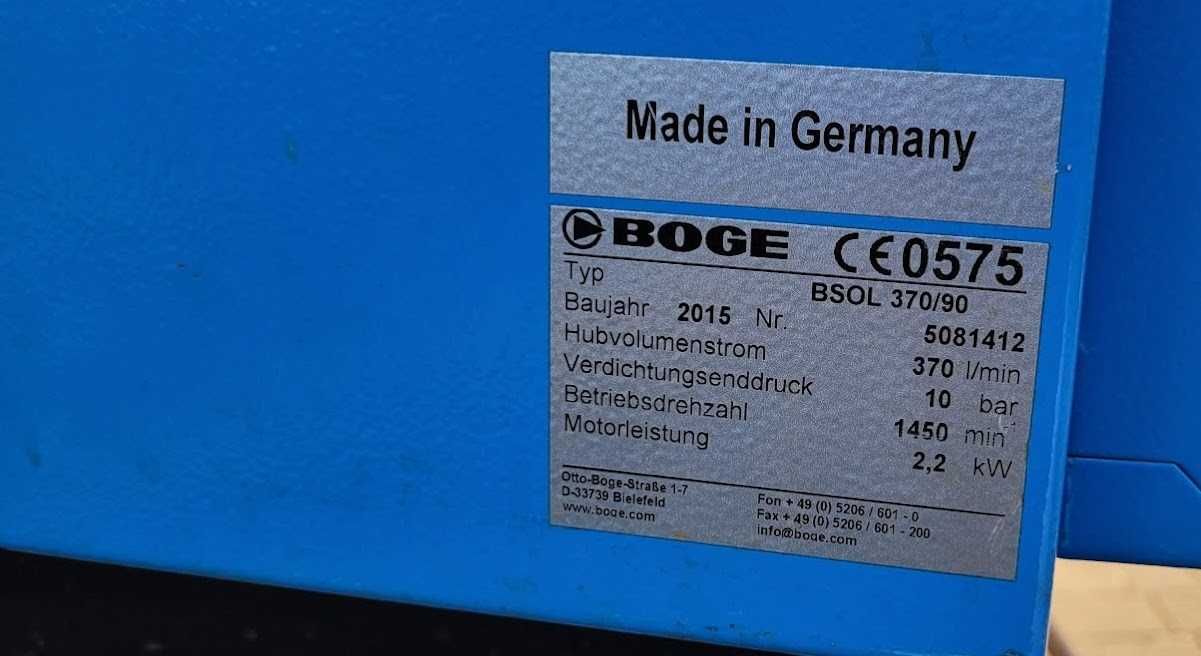 Made in Germany
BOGE CE0575
Typ BSOL 370/90
Baujahr 2015 Nr. 5081412
Hubvolumenstrom 370 l/min
Verdichtungsenddruck 10 bar
Betriebsdrehzahl 1450 min⁻¹
Motorleistung 2,2 kW
Otto-Boge-Straße 1-7
D-33739 Bielefeld
www.boge.com
Fon + 49 (0) 5206 / 601 - 0
Fax + 49 (0) 5206 / 601 - 200
info@boge.com